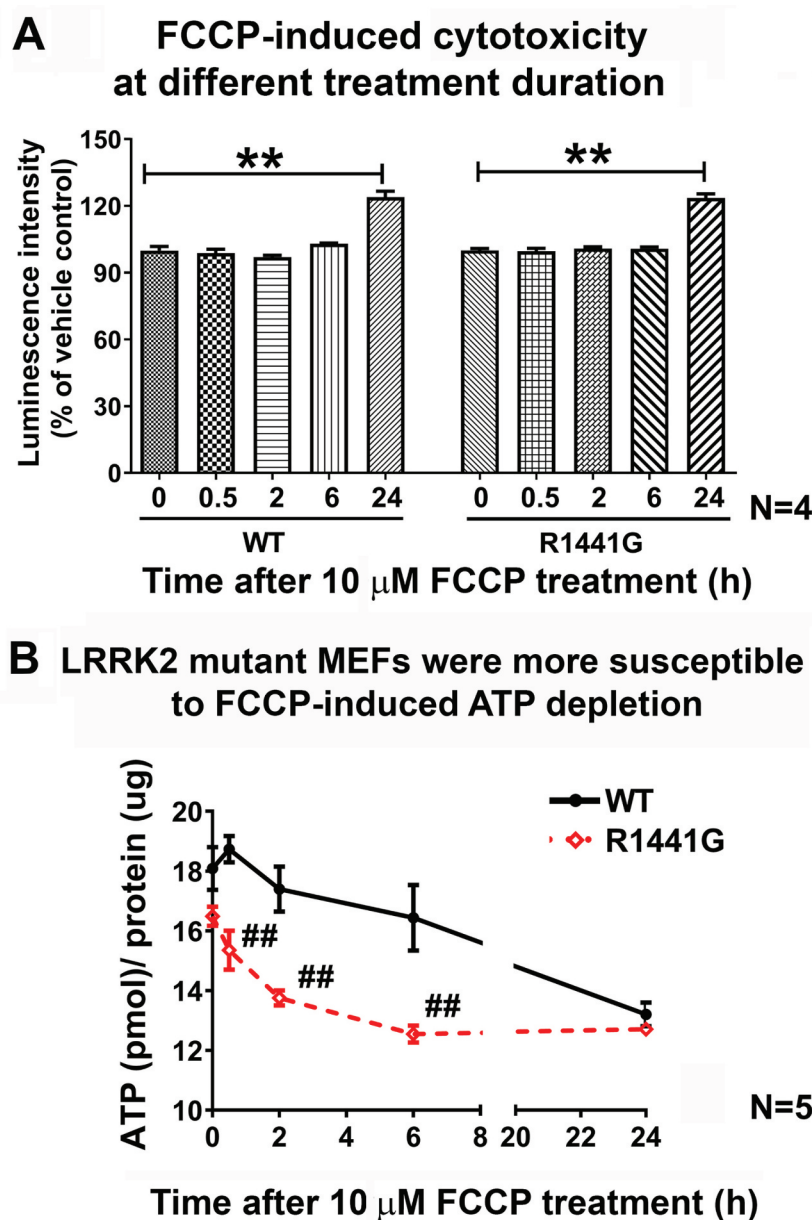 A
FCCP-induced cytotoxicity
at different treatment duration
Luminescence intensity
(% of vehicle control)
150
120
90
60
30
0
**
**
0 0.5 2 6 24 0 0.5 2 6 24
N=4
WT R1441G
Time after 10 μM FCCP treatment (h)
B LRRK2 mutant MEFs were more susceptible
to FCCP-induced ATP depletion
ATP (pmol)/ protein (ug)
20
18
16
14
12
10
WT
R1441G
##
##
##
0 2 4 6 8 20 22 24
N=5
Time after 10 μM FCCP treatment (h)